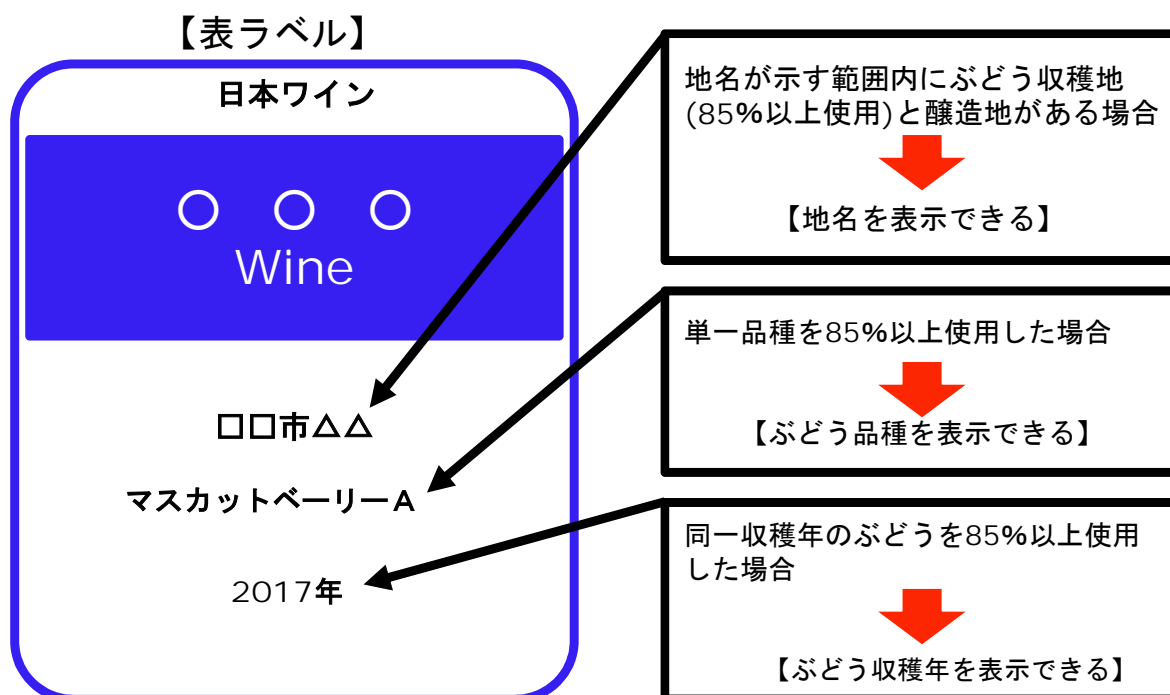 【表ラベル】
日本ワイン
○ ○ ○
Wine
□□市△△
マスカットベーリーA
2017年
地名が示す範囲内にぶどう収穫地
(85%以上使用)と醸造地がある場合
【地名を表示できる】
単一品種を85%以上使用した場合
【ぶどう品種を表示できる】
同一収穫年のぶどうを85%以上使用
した場合
【ぶどう収穫年を表示できる】